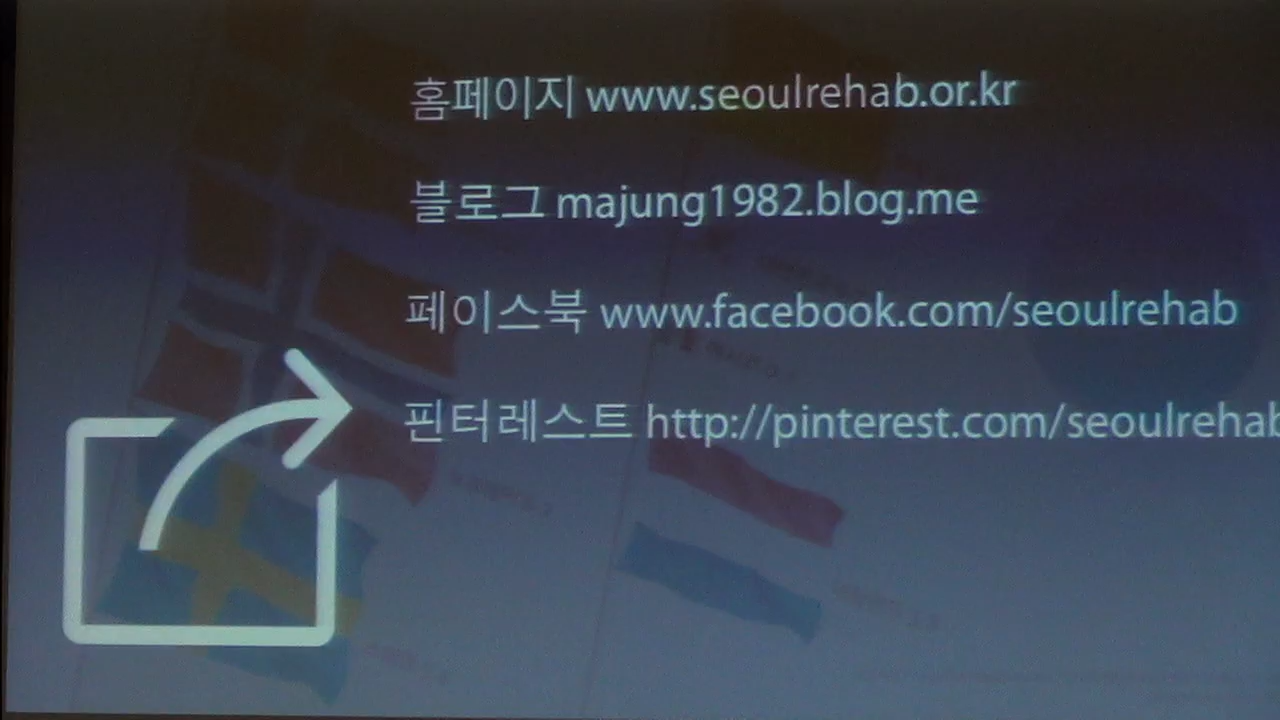 홈페이지 www.seoulrehab.or.kr
블로그 majung1982.blog.me
페이스북 www.facebook.com/seoulrehab
핀터레스트 http://pinterest.com/seoulrehab